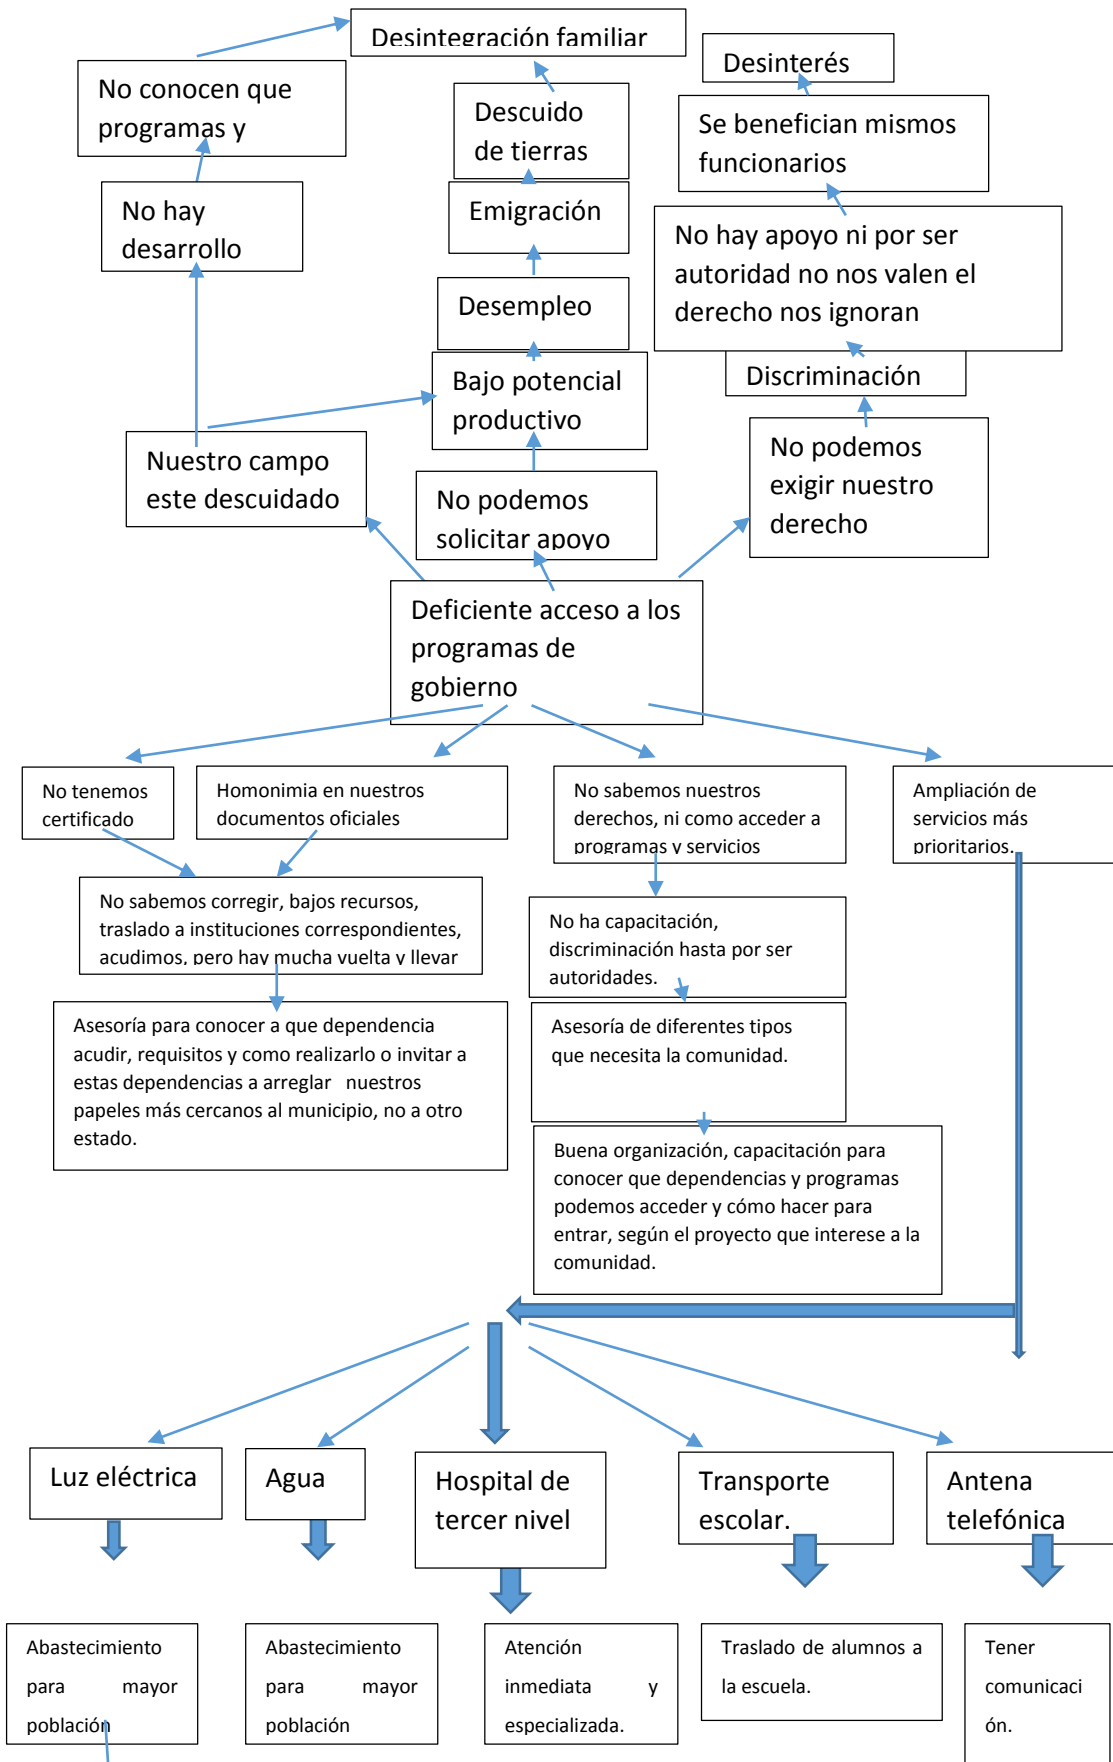 Desintegración familiar
Desinterés
No conocen que
programas y
Descuido
de tierras
Se benefician mismos
funcionarios
No hay
desarrollo
Emigración
No hay apoyo ni por ser
autoridad no nos valen el
derecho nos ignoran
Desempleo
Discriminación
Bajo potencial
productivo
Nuestro campo
este descuidado
No podemos
solicitar apoyo
No podemos
exigir nuestro
derecho
Deficiente acceso a los
programas de
gobierno
No tenemos
certificado
Homonimia en nuestros
documentos oficiales
No sabemos nuestros
derechos, ni como acceder a
programas y servicios
Ampliación de
servicios más
prioritarios.
No sabemos corregir, bajos recursos,
traslado a instituciones correspondientes,
acudimos, pero hay mucha vuelta y llevar
No ha capacitación,
discriminación hasta por ser
autoridades.
Asesoría para conocer a que dependencia
acudir, requisitos y como realizarlo o invitar a
estas dependencias a arreglar nuestros
papeles más cercanos al municipio, no a otro
estado.
Asesoría de diferentes tipos
que necesita la comunidad.
Buena organización, capacitación para
conocer que dependencias y programas
podemos acceder y cómo hacer para
entrar, según el proyecto que interese a la
comunidad.
Luz eléctrica
Agua
Hospital de
tercer nivel
Transporte
escolar.
Antena
telefónica
Abastecimiento
para mayor
población
Abastecimiento
para mayor
población
Atención
inmediata y
especializada.
Traslado de alumnos a
la escuela.
Tener
comunicaci
ón.